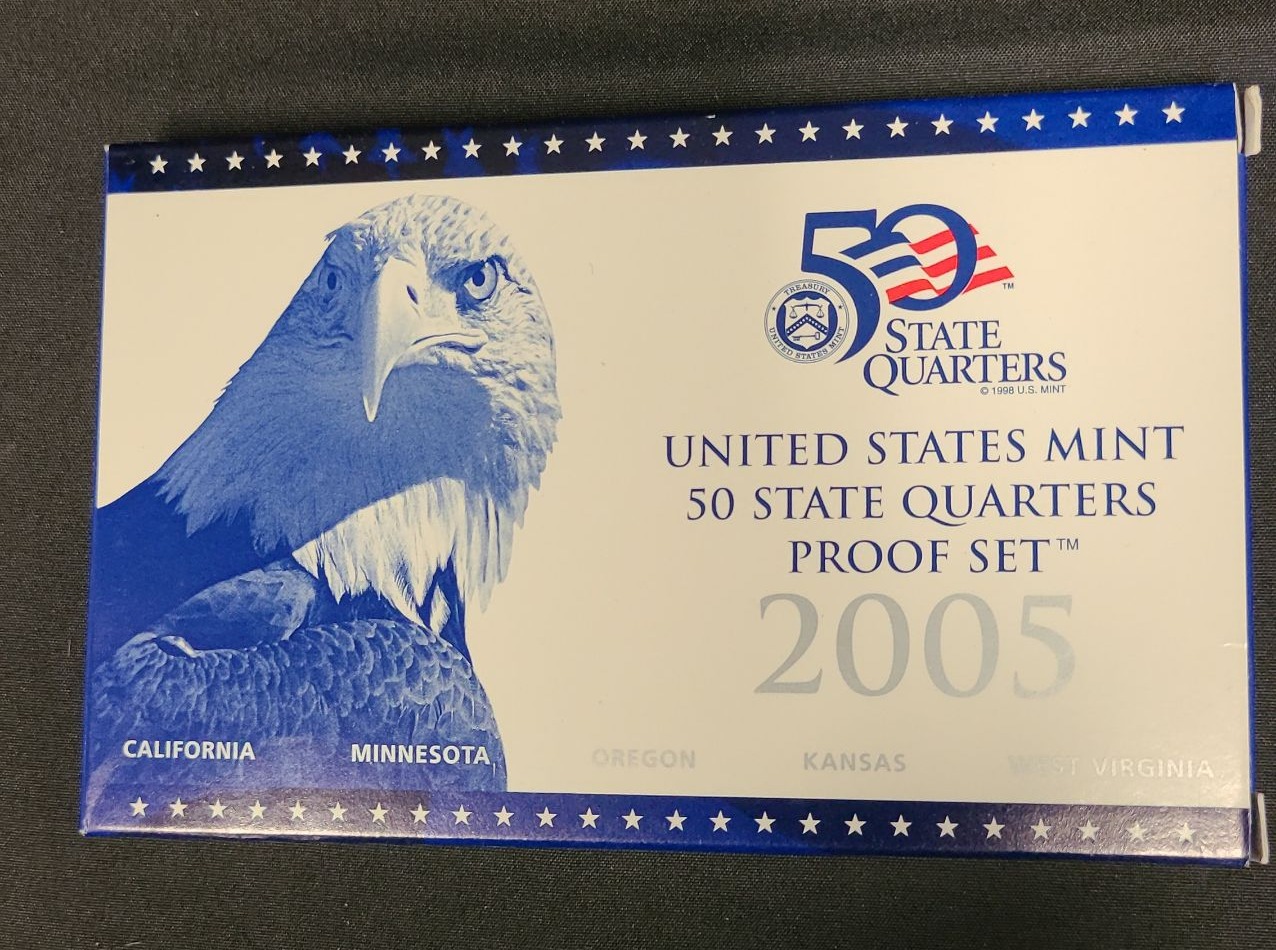 50
TREASURY
UNITED STATES MINT
TM
STATE
QUARTERS
© 1998 U.S. MINT
UNITED STATES MINT
50 STATE QUARTERS
PROOF SET™
2005
CALIFORNIA MINNESOTA OREGON KANSAS WEST VIRGINIA